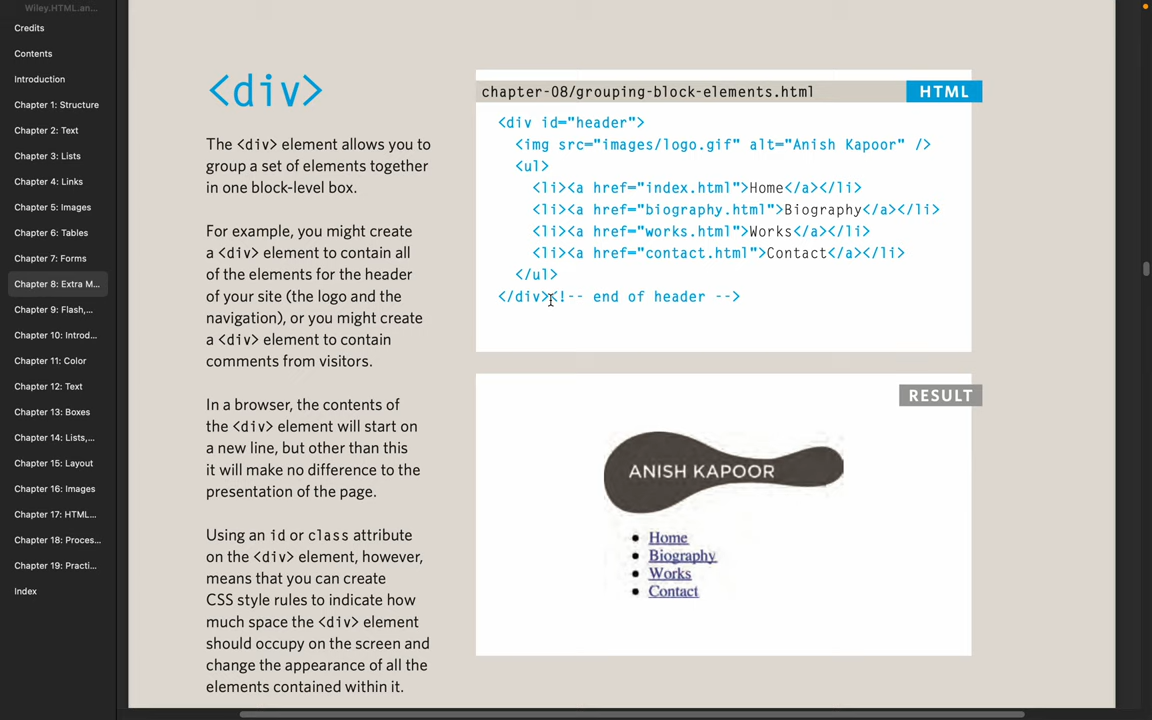 Wiley.HTML.an...
Credits
Contents
Introduction
Chapter 1: Structure
Chapter 2: Text
Chapter 3: Lists
Chapter 4: Links
Chapter 5: Images
Chapter 6: Tables
Chapter 7: Forms
Chapter 8: Extra M...
Chapter 9: Flash,...
Chapter 10: Introd...
Chapter 11: Color
Chapter 12: Text
Chapter 13: Boxes
Chapter 14: Lists,...
Chapter 15: Layout
Chapter 16: Images
Chapter 17: HTML...
Chapter 18: Proces...
Chapter 19: Practi...
Index
<div>
The <div> element allows you to
group a set of elements together
in one block-level box.
For example, you might create
a <div> element to contain all
of the elements for the header
of your site (the logo and the
navigation), or you might create
a <div> element to contain
comments from visitors.
In a browser, the contents of
the <div> element will start on
a new line, but other than this
it will make no difference to the
presentation of the page.
Using an id or class attribute
on the <div> element, however,
means that you can create
CSS style rules to indicate how
much space the <div> element
should occupy on the screen and
change the appearance of all the
elements contained within it.
chapter-08/grouping-block-elements.html HTML
<div id="header">
<img src="images/logo.gif" alt="Anish Kapoor" />
<ul>
<li><a href="index.html">Home</a></li>
<li><a href="biography.html">Biography</a></li>
<li><a href="works.html">Works</a></li>
<li><a href="contact.html">Contact</a></li>
</ul>
</div><!-- end of header -->
RESULT
ANISH KAPOOR
Home
Biography
Works
Contact